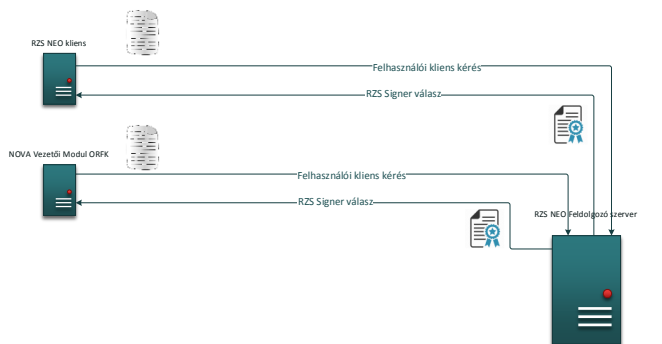 RZS NEO kliens
Felhasználói kliens kérés
RZS Signer válasz
NOVA Vezetői Modul ORFK
Felhasználói kliens kérés
RZS Signer válasz
RZS NEO Feldolgozó szerver